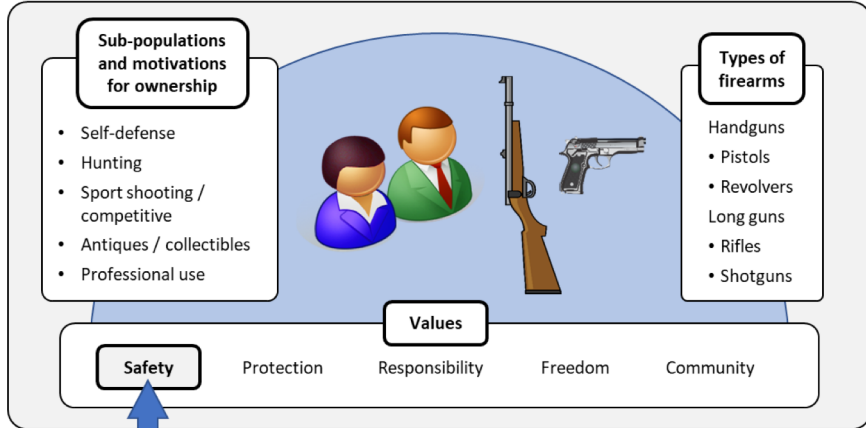 Sub-populations
and motivations
for ownership
• Self-defense
• Hunting
• Sport shooting /
competitive
• Antiques / collectibles
• Professional use
Types of
firearms
Handguns
• Pistols
• Revolvers
Long guns
• Rifles
• Shotguns
Values
Safety Protection Responsibility Freedom Community